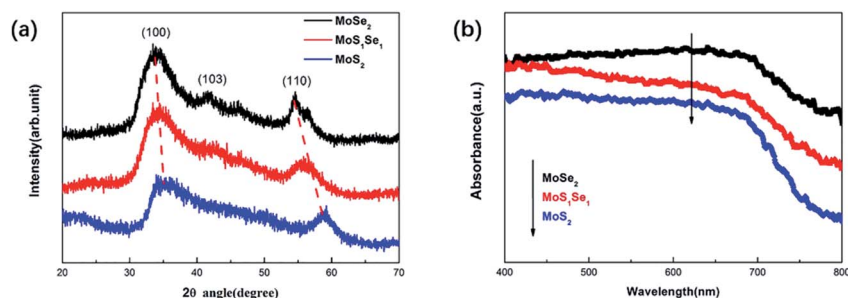 (a)
(100)
(103)
(110)
MoSe₂
MoS₁Se₁
MoS₂
Intensity(arb.unit)
20 30 40 50 60 70
2θ angle(degree)
(b)
Absorbance(a.u.)
MoSe₂
MoS₁Se₁
MoS₂
400 500 600 700 800
Wavelength(nm)